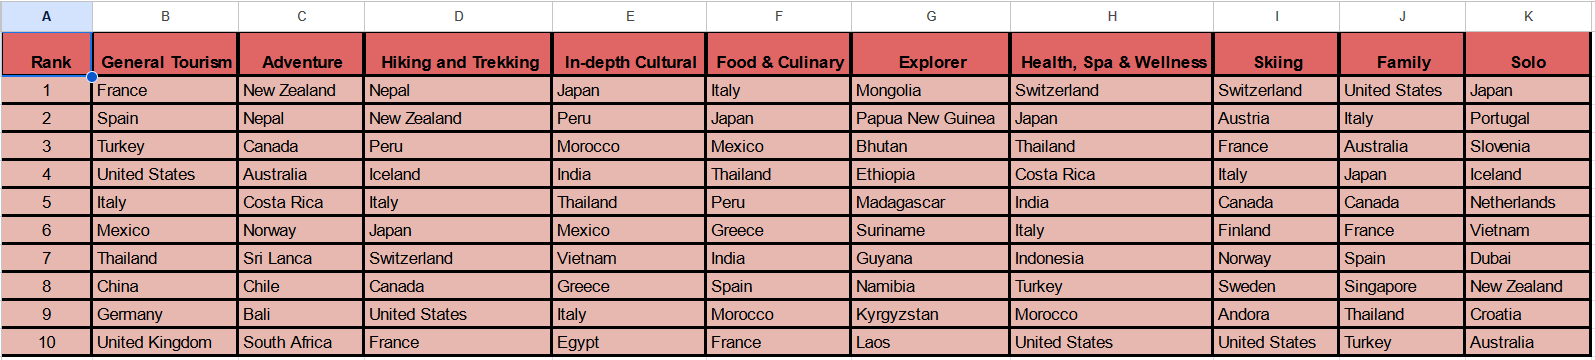 A B C D E F G H I J K
Rank General Tourism Adventure Hiking and Trekking In-depth Cultural Food & Culinary Explorer Health, Spa & Wellness Skiing Family Solo
1 France New Zealand Nepal Japan Italy Mongolia Switzerland Switzerland United States Japan
2 Spain Nepal New Zealand Peru Japan Papua New Guinea Japan Austria Italy Portugal
3 Turkey Canada Peru Morocco Mexico Bhutan Thailand France Australia Slovenia
4 United States Australia Iceland India Thailand Ethiopia Costa Rica Italy Japan Iceland
5 Italy Costa Rica Italy Thailand Peru Madagascar India Canada Canada Netherlands
6 Mexico Norway Japan Mexico Greece Suriname Italy Finland France Vietnam
7 Thailand Sri Lanca Switzerland Vietnam India Guyana Indonesia Norway Spain Dubai
8 China Chile Canada Greece Spain Namibia Turkey Sweden Singapore New Zealand
9 Germany Bali United States Italy Morocco Kyrgyzstan Morocco Andora Thailand Croatia
10 United Kingdom South Africa France Egypt France Laos United States United States Turkey Australia